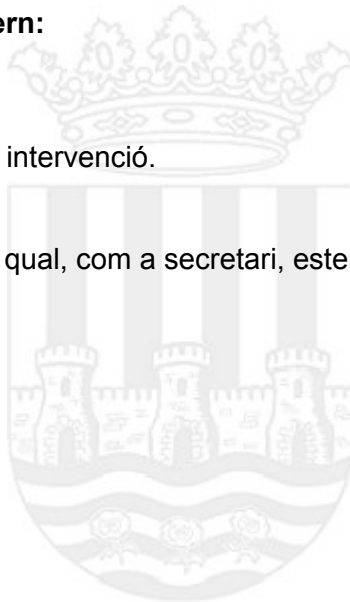 ern:
intervenció.
qual, com a secretari, este